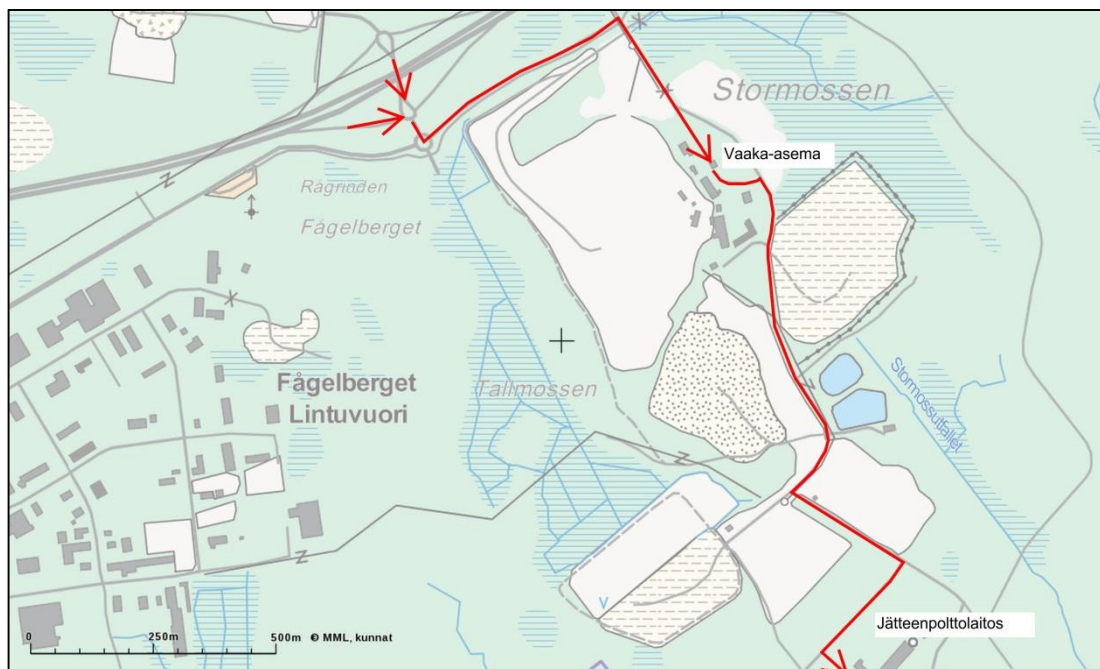 Stormossen
Vaaka-asema
Rågrinden
Fågelberget
Tallmossen
Fågelberget
Lintuvuori
Stormossutfallet
Jätteenpolttolaitos
0 250m 500m © MML, kunnat